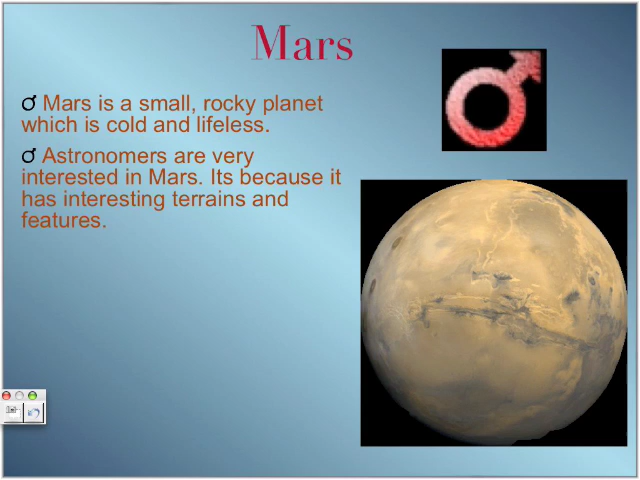 Mars
♂ Mars is a small, rocky planet
which is cold and lifeless.
♂ Astronomers are very
interested in Mars. Its because it
has interesting terrains and
features.